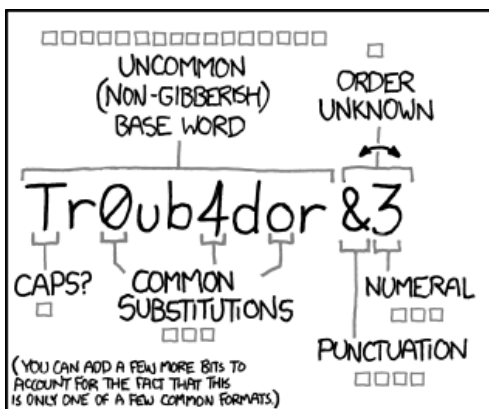 UNCOMMON
(NON-GIBBERISH)
BASE WORD
ORDER
UNKNOWN
Tr0ub4dor &3
CAPS?
COMMON
SUBSTITUTIONS
NUMERAL
PUNCTUATION
(YOU CAN ADD A FEW MORE BITS TO
ACCOUNT FOR THE FACT THAT THIS
IS ONLY ONE OF A FEW COMMON FORMATS.)